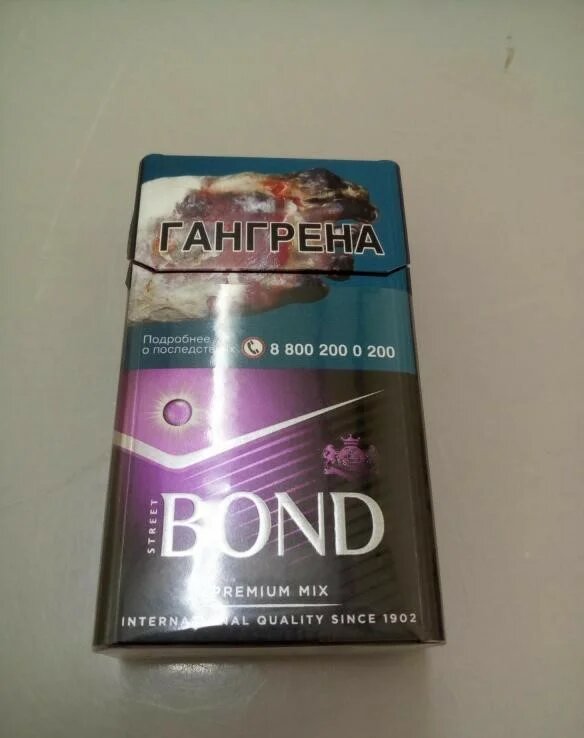 ГАНГРЕНА
Подробнее
о 8 800 200 0 200
STREET
BOND
PREMIUM MIX
QUALITY SINCE 1902